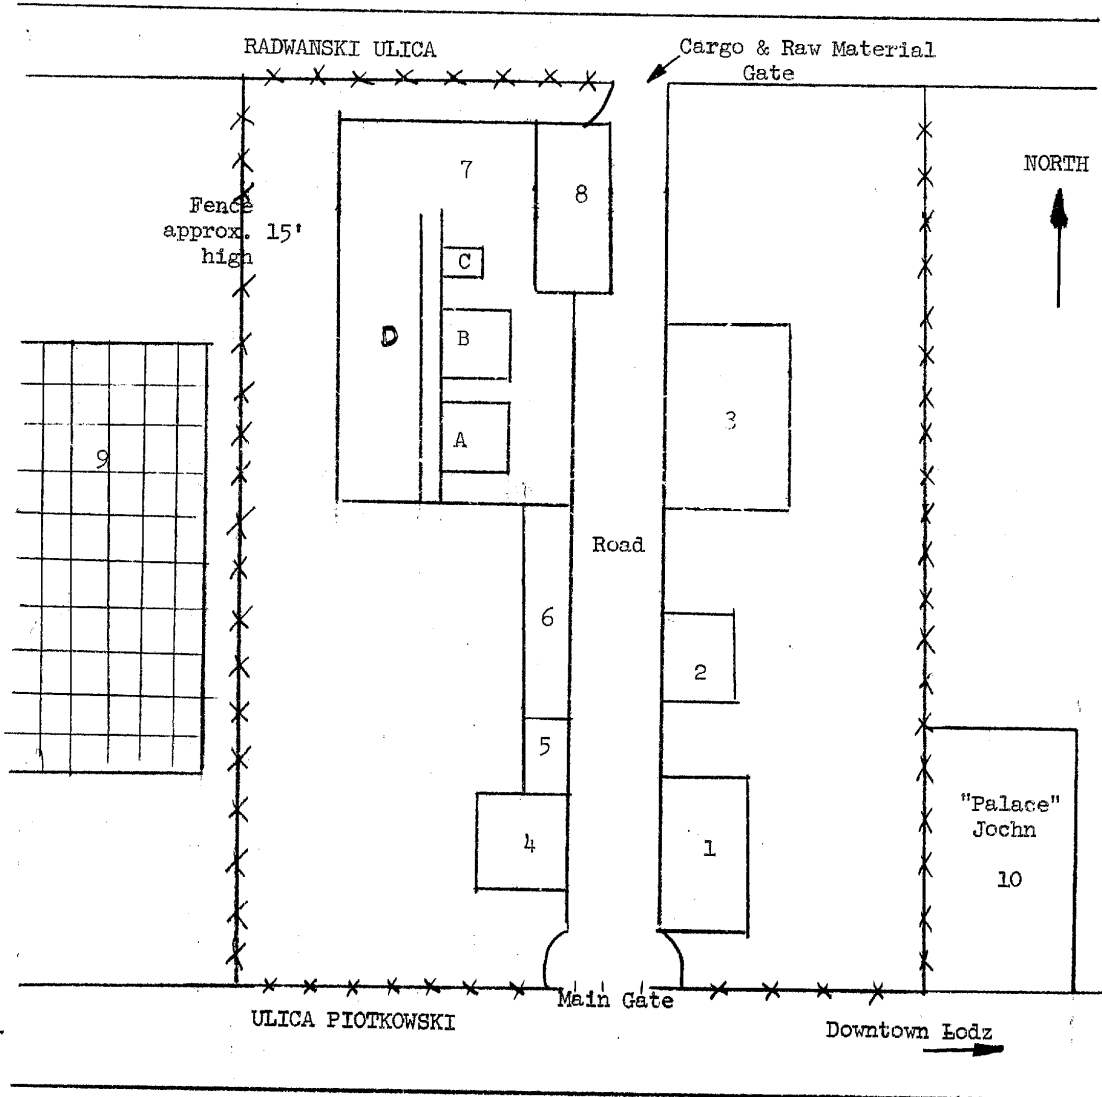 RADWANSKI ULICA
Cargo & Raw Material
Gate
NORTH
7
8
Fence
approx. 15'
high
C
D
B
A
3
9
Road
6
2
5
4
1
"Palace"
Jochn
10
Main Gate
ULICA PIOTKOWSKI
Downtown Łodz